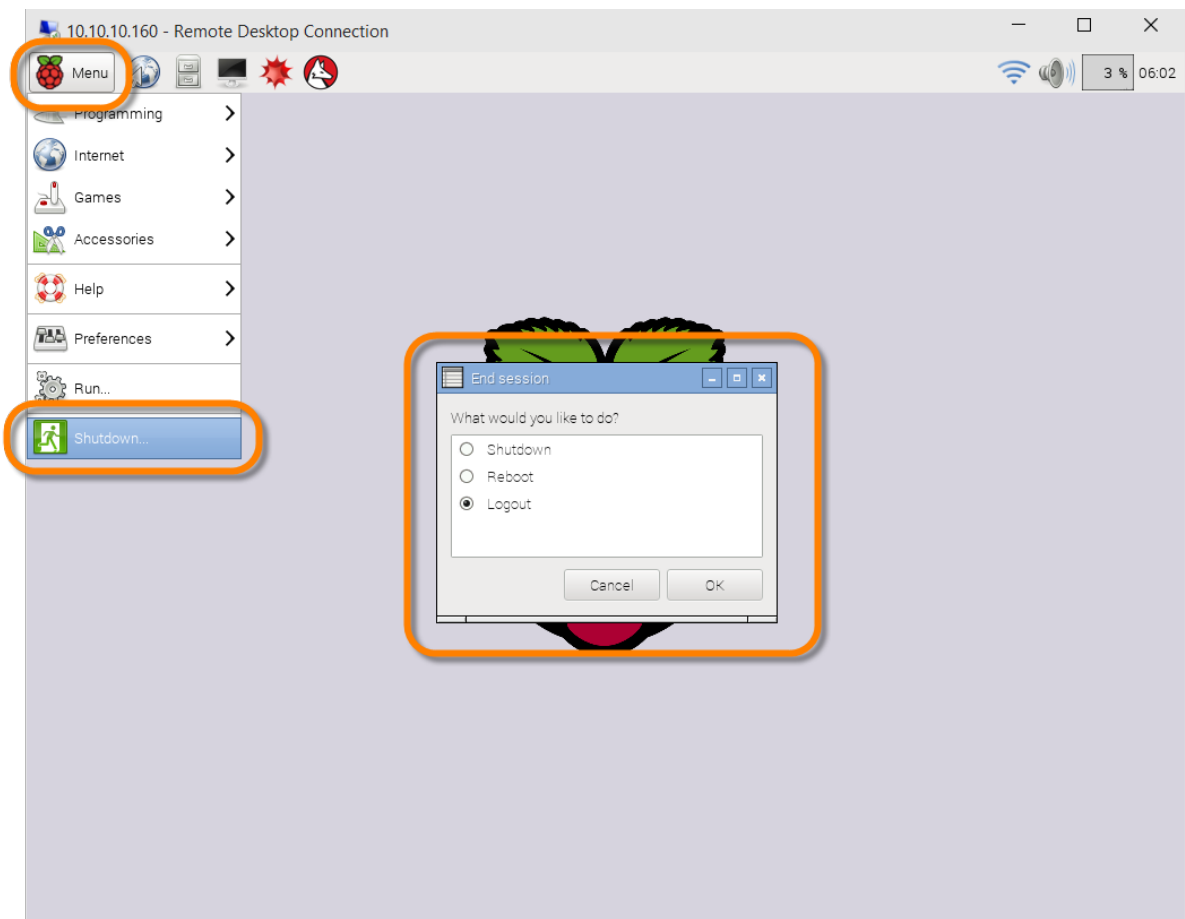 10.10.10.160 - Remote Desktop Connection
Menu
3 % 06:02
Programming
Internet
Games
Accessories
Help
Preferences
Run...
Shutdown...
End session
What would you like to do?
Shutdown
Reboot
Logout
Cancel OK